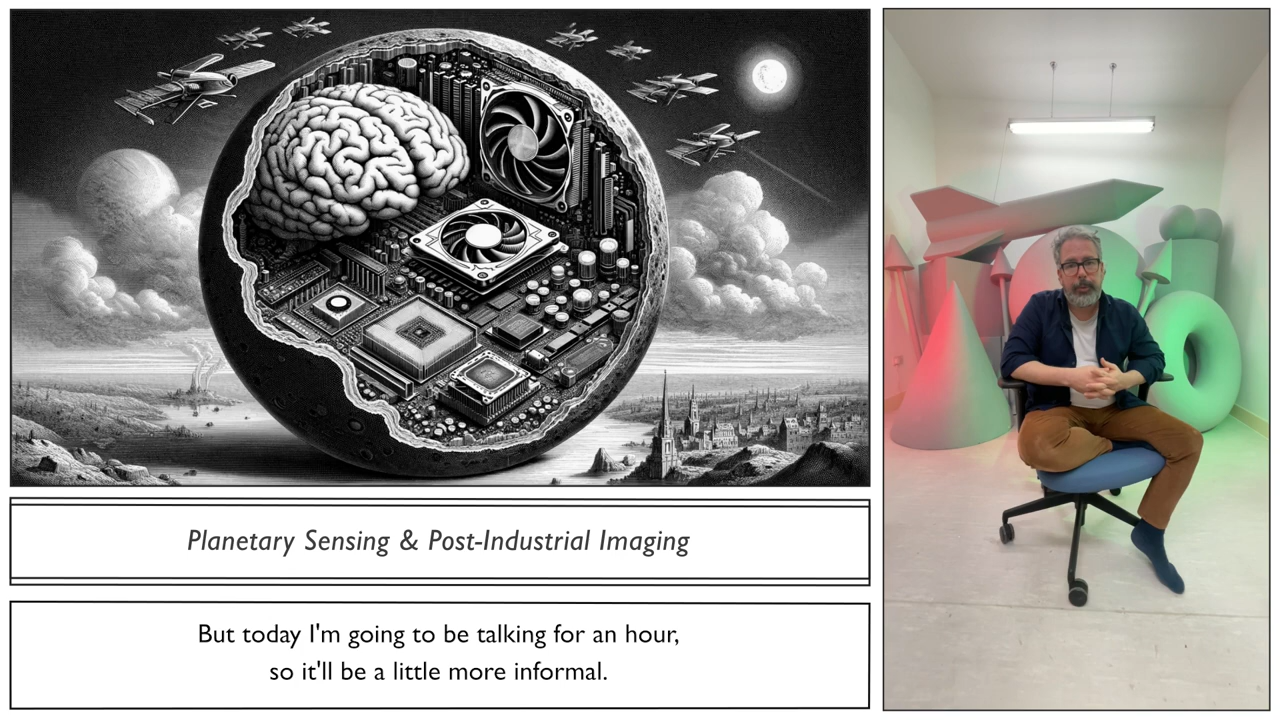 Planetary Sensing & Post-Industrial Imaging
But today I'm going to be talking for an hour,
so it'll be a little more informal.